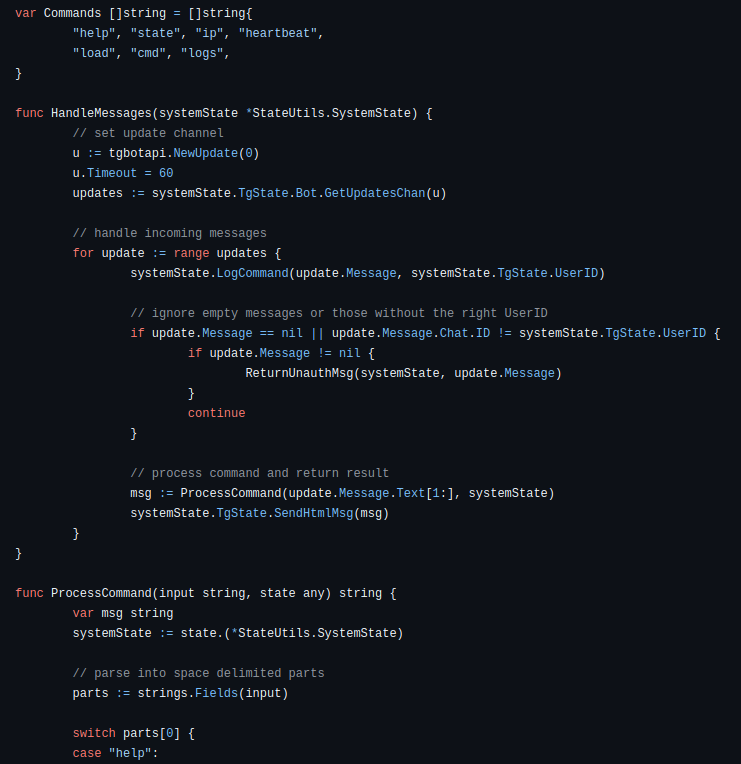 var Commands []string = []string{
        "help", "state", "ip", "heartbeat",
        "load", "cmd", "logs",
}

func HandleMessages(systemState *StateUtils.SystemState) {
        // set update channel
        u := tgbotapi.NewUpdate(0)
        u.Timeout = 60
        updates := systemState.TgState.Bot.GetUpdatesChan(u)

        // handle incoming messages
        for update := range updates {
                systemState.LogCommand(update.Message, systemState.TgState.UserID)

                // ignore empty messages or those without the right UserID
                if update.Message == nil || update.Message.Chat.ID != systemState.TgState.UserID {
                        if update.Message != nil {
                                ReturnUnauthMsg(systemState, update.Message)
                        }
                        continue
                }

                // process command and return result
                msg := ProcessCommand(update.Message.Text[1:], systemState)
                systemState.TgState.SendHtmlMsg(msg)
        }
}

func ProcessCommand(input string, state any) string {
        var msg string
        systemState := state.(*StateUtils.SystemState)

        // parse into space delimited parts
        parts := strings.Fields(input)

        switch parts[0] {
        case "help":